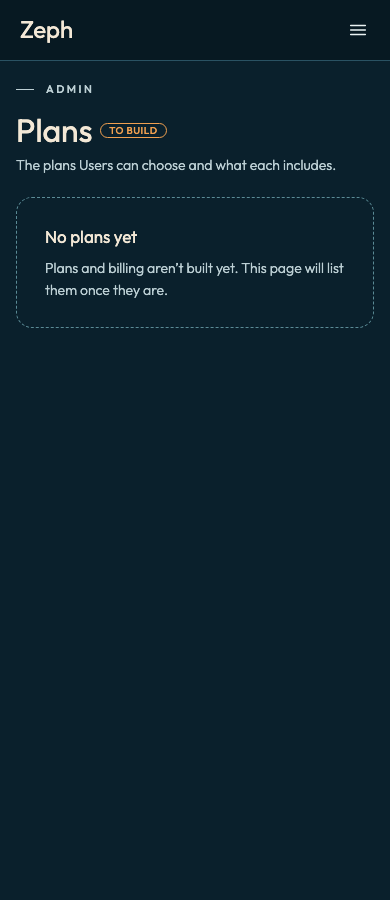 Zeph
ADMIN
Plans TO BUILD
The plans Users can choose and what each includes.
No plans yet
Plans and billing aren’t built yet. This page will list
them once they are.